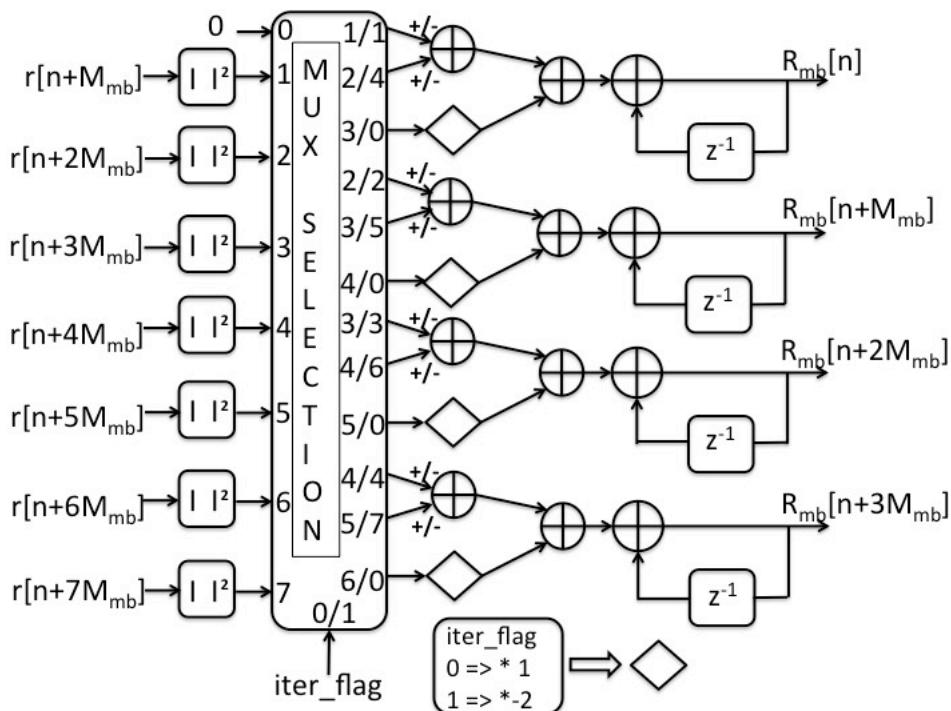 0
r[n+M_mb]
r[n+2M_mb]
r[n+3M_mb]
r[n+4M_mb]
r[n+5M_mb]
r[n+6M_mb]
r[n+7M_mb]
| |²
| |²
| |²
| |²
| |²
| |²
| |²
0
1
2
3
4
5
6
7
MUX SELECTION
1/1
2/4
3/0
2/2
3/5
4/0
3/3
4/6
5/0
4/4
5/7
6/0
0/1
iter_flag
+/-
+/-
+/-
+/-
+/-
+/-
+/-
+/-
R_mb[n]
z⁻¹
R_mb[n+M_mb]
z⁻¹
R_mb[n+2M_mb]
z⁻¹
R_mb[n+3M_mb]
z⁻¹
iter_flag
0 => * 1
1 => *-2